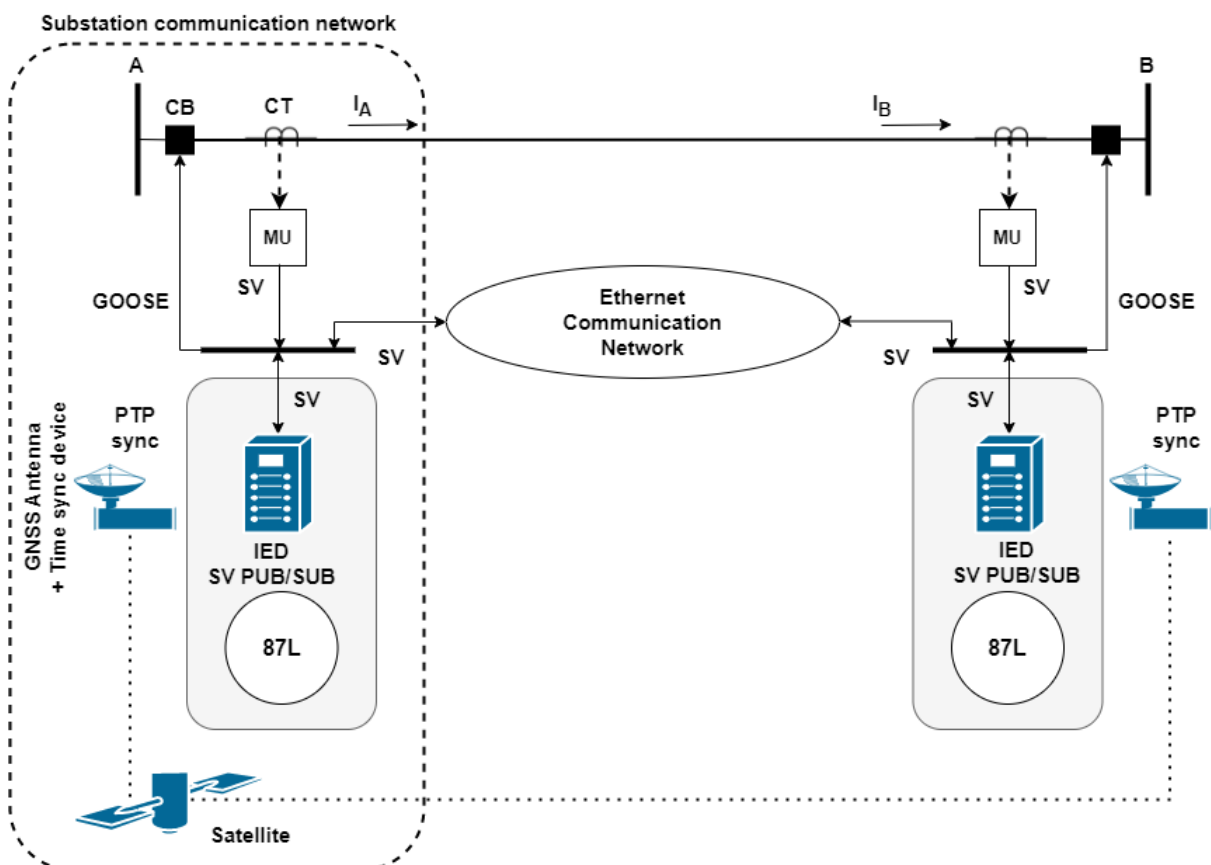 Substation communication network
A
B
CB
CT
I_A
I_B
MU
MU
SV
SV
GOOSE
GOOSE
Ethernet
Communication
Network
SV
SV
SV
SV
PTP
sync
PTP
sync
GNSS Antenna
+ Time sync device
IED
SV PUB/SUB
IED
SV PUB/SUB
87L
87L
Satellite